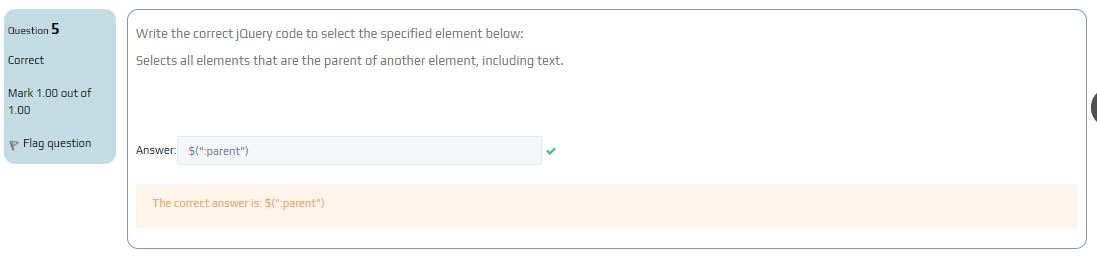 Question 5
Correct
Mark 1.00 out of
1.00
Flag question
Write the correct jQuery code to select the specified element below:
Selects all elements that are the parent of another element, including text.
Answer: $(":parent")
The correct answer is: $(":parent")